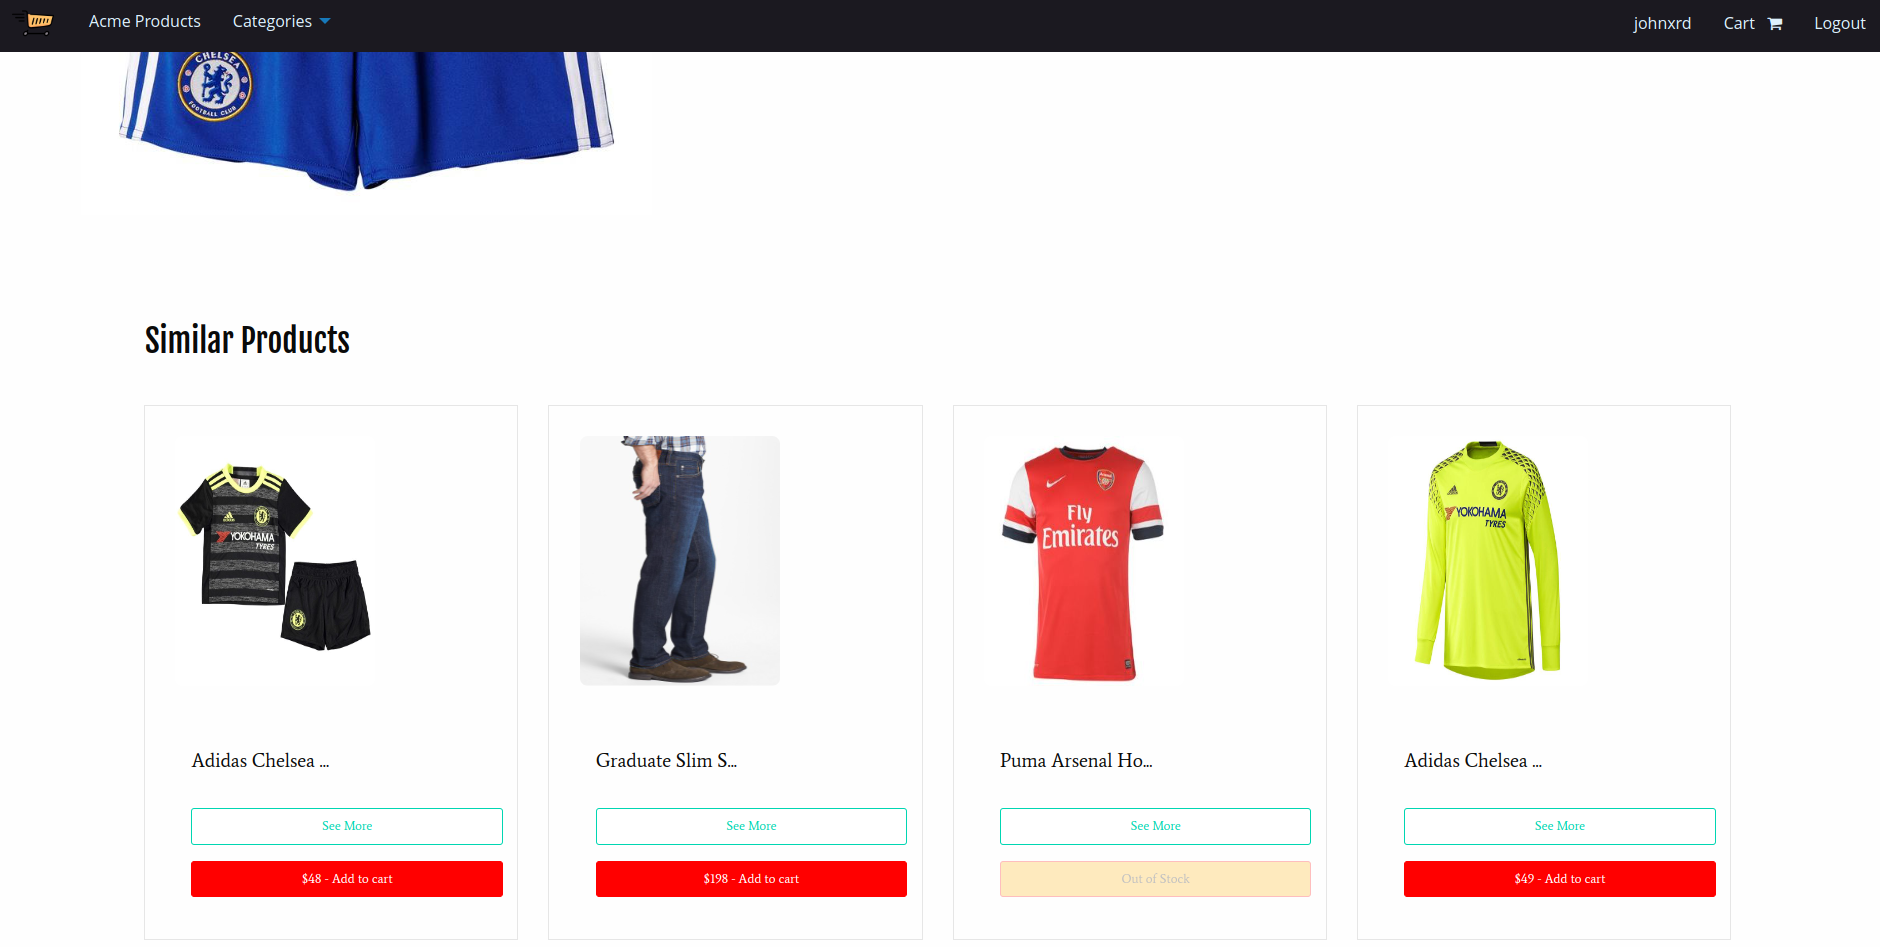 Acme Products
Categories
johnxrd
Cart
Logout
CHELSEA
FOOTBALL CLUB
Similar Products
adidas
YOKOHAMA
TYRES
Fly
Emirates
Arsenal
YOKOHAMA
TYRES
Adidas Chelsea ...
Graduate Slim S...
Puma Arsenal Ho...
Adidas Chelsea ...
See More
See More
See More
See More
$48 - Add to cart
$198 - Add to cart
Out of Stock
$49 - Add to cart